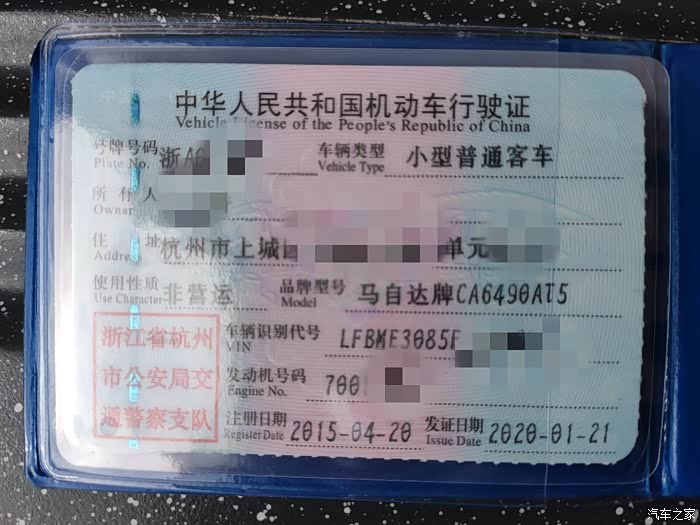 中华人民共和国机动车行驶证
Vehicle License of the People's Republic of China
号牌号码 浙A 车辆类型 小型普通客车
Plate No. Vehicle Type
所有人
Owner
住址 杭州市上城区 单元
Address
使用性质 非营运 品牌型号 马自达牌CA6490AT5
Use Character Model
浙江省杭州
市公安局交
通警察支队
车辆识别代号 LFBME3085F
VIN
发动机号码 700
Engine No.
注册日期 2015-04-20 发证日期 2020-01-21
Register Date Issue Date
汽车之家